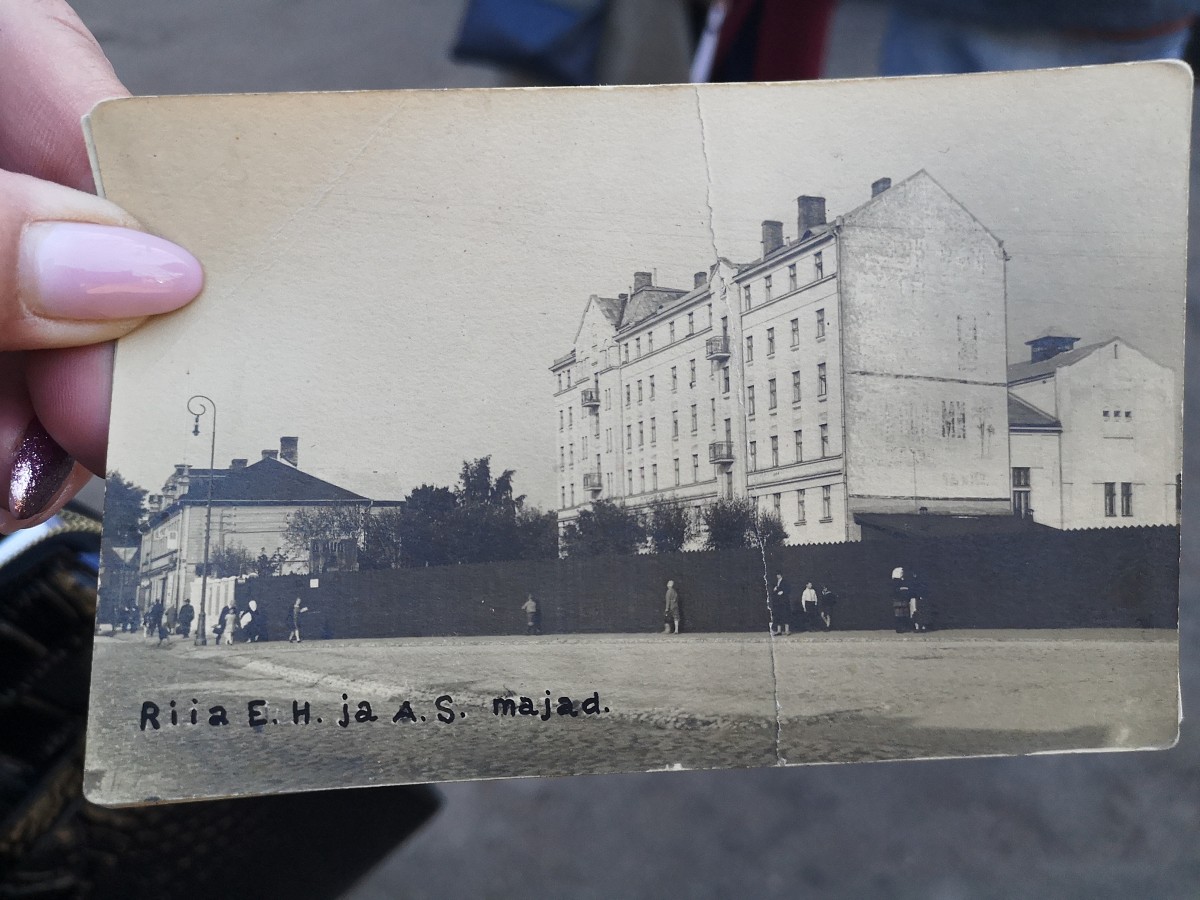 Riia E. H. ja A. S. majad.